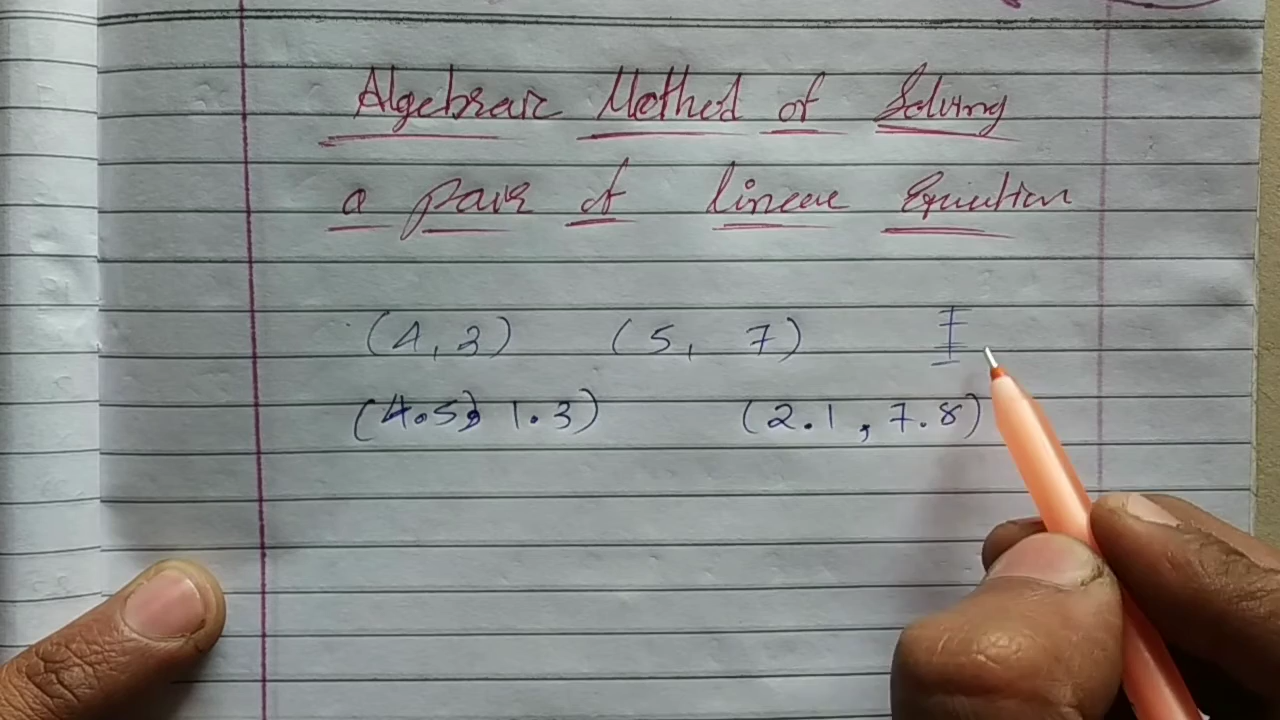 Algebraic Method of Solving
a pair of linear Equation
(4, 3) (5, 7) I
(4.5, 1.3) (2.1, 7.8)